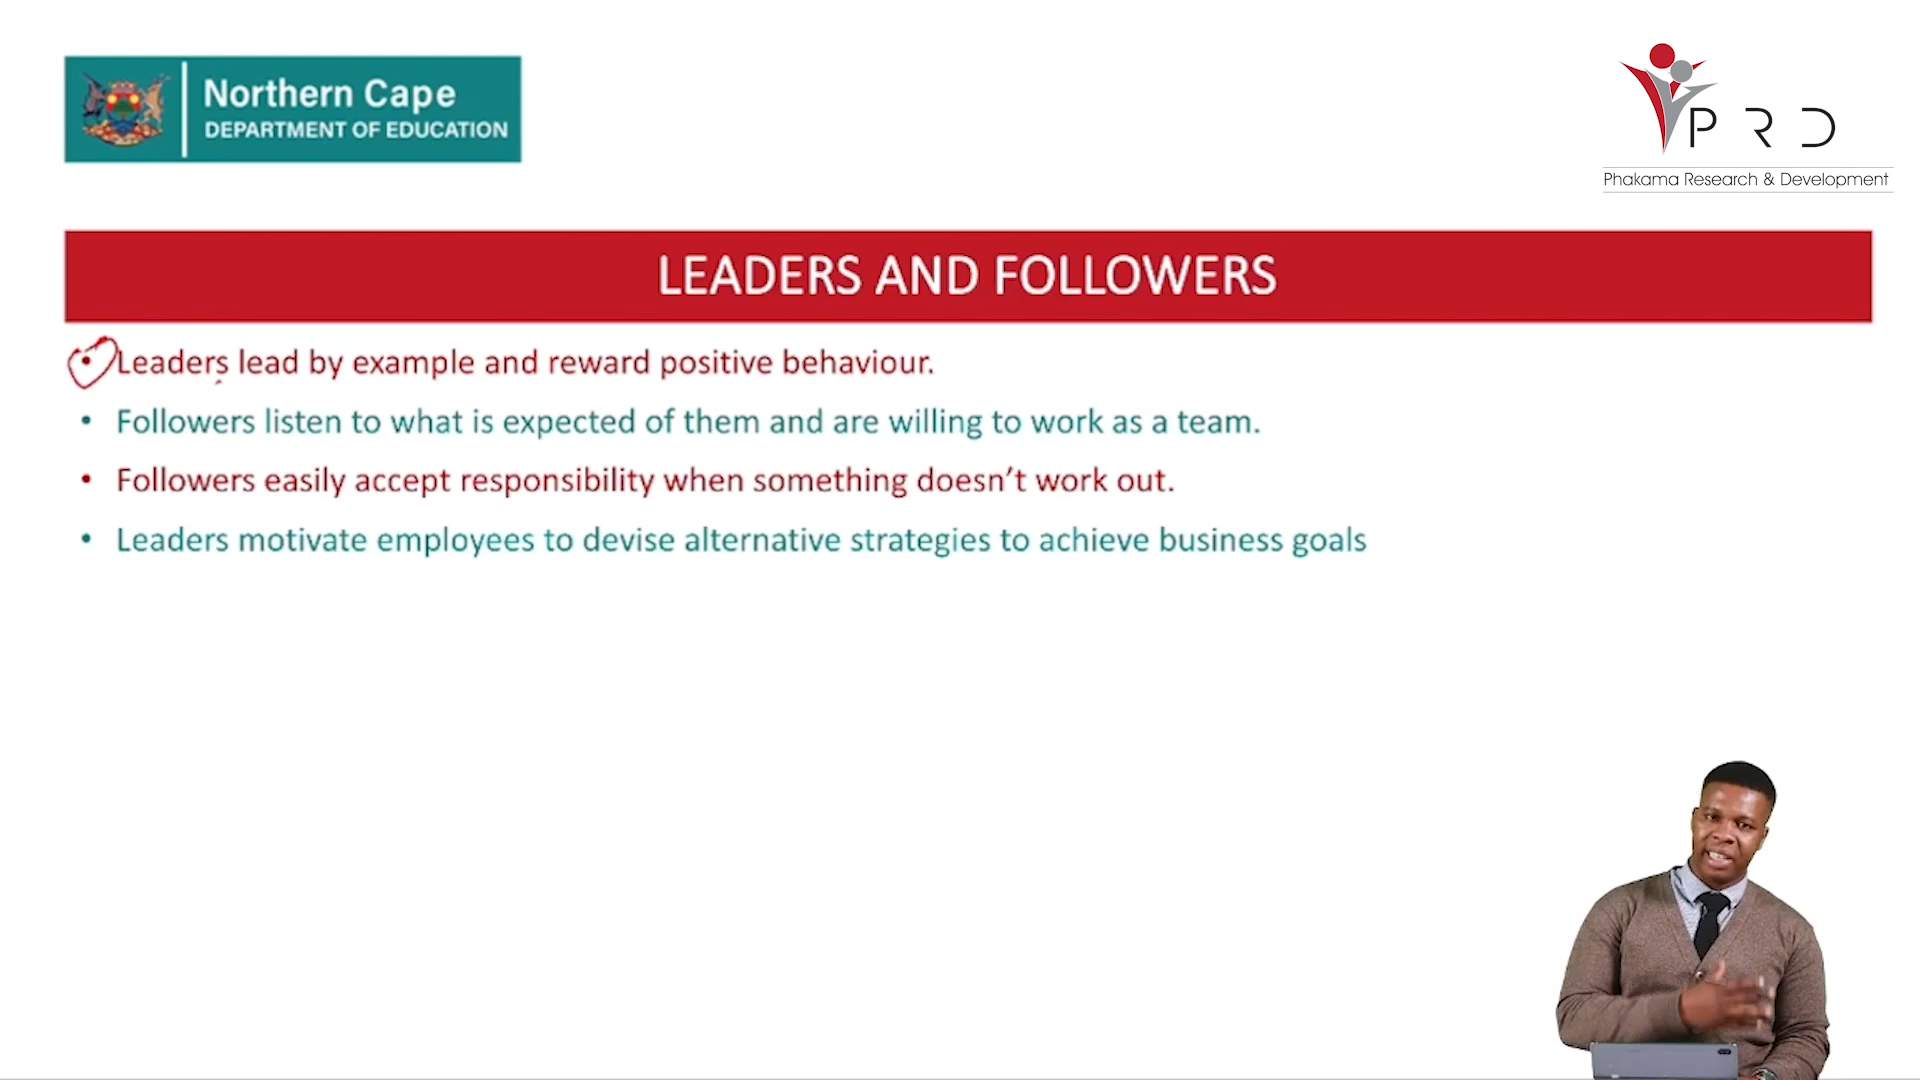 Northern Cape
DEPARTMENT OF EDUCATION
PRD
Phakama Research & Development
LEADERS AND FOLLOWERS
• Leaders lead by example and reward positive behaviour.
• Followers listen to what is expected of them and are willing to work as a team.
• Followers easily accept responsibility when something doesn’t work out.
• Leaders motivate employees to devise alternative strategies to achieve business goals